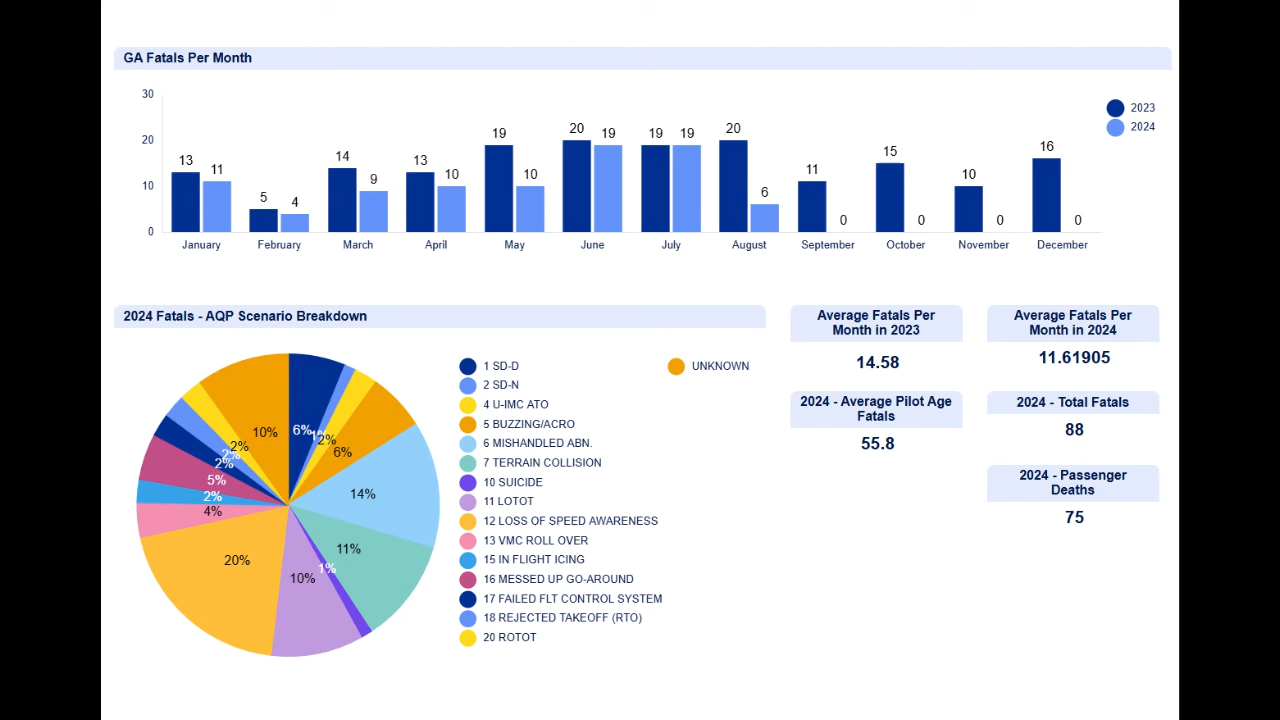 GA Fatals Per Month
30
20
10
0
13
11
5
4
14
9
13
10
19
10
20
19
19
19
20
6
11
0
15
0
10
0
16
0
January
February
March
April
May
June
July
August
September
October
November
December
2023
2024
2024 Fatals - AQP Scenario Breakdown
6%
1%
2%
6%
14%
11%
1%
10%
20%
4%
2%
5%
2%
2%
2%
10%
1 SD-D
2 SD-N
4 U-IMC ATO
5 BUZZING/ACRO
6 MISHANDLED ABN.
7 TERRAIN COLLISION
10 SUICIDE
11 LOTOT
12 LOSS OF SPEED AWARENESS
13 VMC ROLL OVER
15 IN FLIGHT ICING
16 MESSED UP GO-AROUND
17 FAILED FLT CONTROL SYSTEM
18 REJECTED TAKEOFF (RTO)
20 ROTOT
UNKNOWN
Average Fatals Per
Month in 2023
14.58
Average Fatals Per
Month in 2024
11.61905
2024 - Average Pilot Age
Fatals
55.8
2024 - Total Fatals
88
2024 - Passenger
Deaths
75